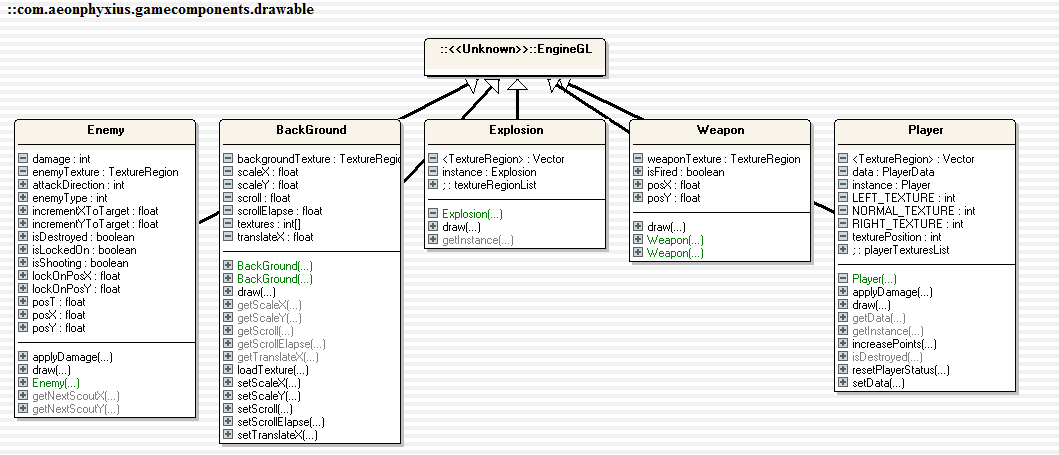 ::com.aeonphyxius.gamecomponents.drawable
::<<Unknown>>::EngineGL
Enemy
damage : int
enemyTexture : TextureRegion
attackDirection : int
enemyType : int
incrementXToTarget : float
incrementYToTarget : float
isDestroyed : boolean
isLockedOn : boolean
isShooting : boolean
lockOnPosX : float
lockOnPosY : float
posT : float
posX : float
posY : float
applyDamage(...)
draw(...)
Enemy(...)
getNextScoutX(...)
getNextScoutY(...)
BackGround
backgroundTexture : TextureRegio
scaleX : float
scaleY : float
scroll : float
scrollElapse : float
textures : int[]
translateX : float
BackGround(...)
BackGround(...)
draw(...)
getScaleX(...)
getScaleY(...)
getScroll(...)
getScrollElapse(...)
getTranslateX(...)
loadTexture(...)
setScaleX(...)
setScaleY(...)
setScroll(...)
setScrollElapse(...)
setTranslateX(...)
Explosion
<TextureRegion> : Vector
instance : Explosion
; : textureRegionList
Explosion(...)
draw(...)
getInstance(...)
Weapon
weaponTexture : TextureRegion
isFired : boolean
posX : float
posY : float
draw(...)
Weapon(...)
Weapon(...)
Player
<TextureRegion> : Vector
data : PlayerData
instance : Player
LEFT_TEXTURE : int
NORMAL_TEXTURE : int
RIGHT_TEXTURE : int
texturePosition : int
; : playerTexturesList
Player(...)
applyDamage(...)
draw(...)
getData(...)
getInstance(...)
increasePoints(...)
isDestroyed(...)
resetPlayerStatus(...)
setData(...)